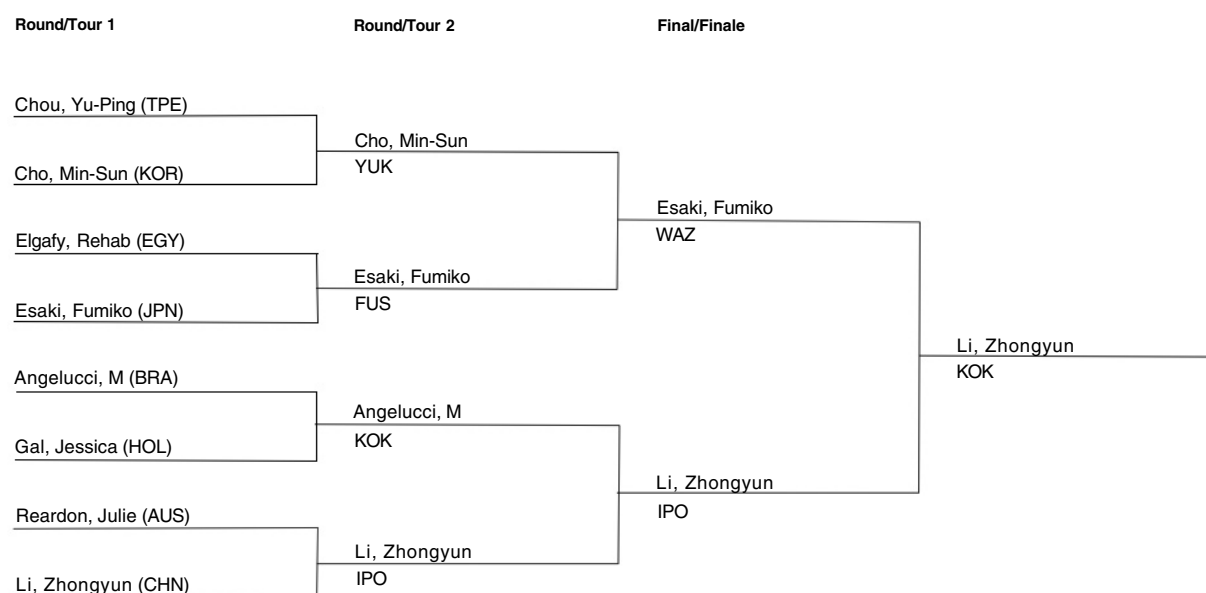 Round/Tour 1
Round/Tour 2
Final/Finale
Chou, Yu-Ping (TPE)
Cho, Min-Sun (KOR)
Elgafy, Rehab (EGY)
Esaki, Fumiko (JPN)
Angelucci, M (BRA)
Gal, Jessica (HOL)
Reardon, Julie (AUS)
Li, Zhongyun (CHN)
Cho, Min-Sun
YUK
Esaki, Fumiko
FUS
Angelucci, M
KOK
Li, Zhongyun
IPO
Esaki, Fumiko
WAZ
Li, Zhongyun
IPO
Li, Zhongyun
KOK